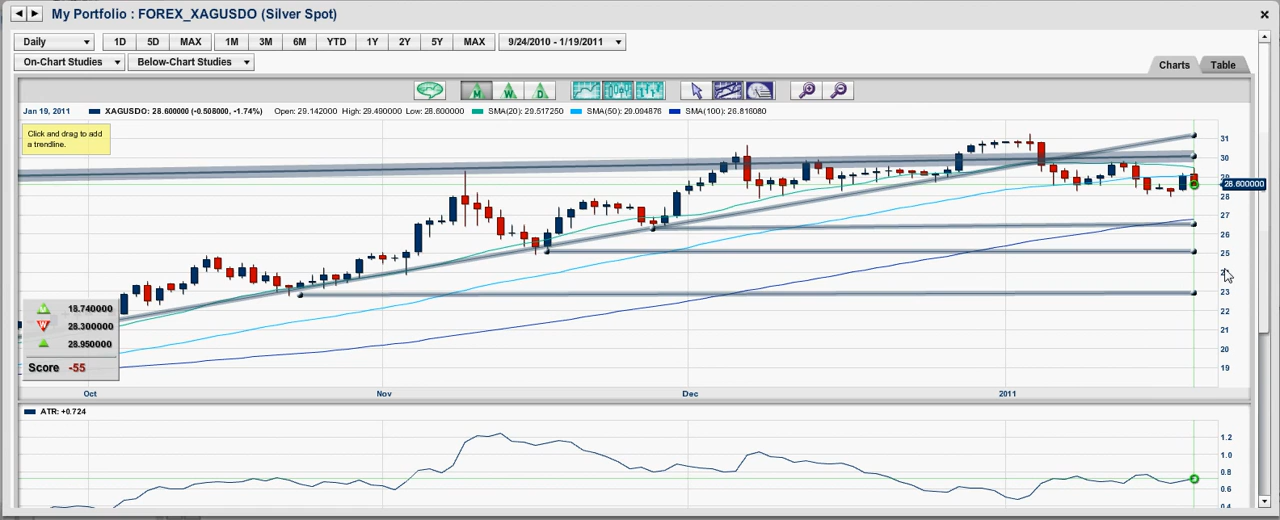 My Portfolio : FOREX_XAGUSDO (Silver Spot)
Daily 1D 5D MAX 1M 3M 6M YTD 1Y 2Y 5Y MAX 9/24/2010 - 1/19/2011
On-Chart Studies Below-Chart Studies
Charts Table
M W D
Jan 19, 2011 XAGUSDO: 28.600000 (-0.508000, -1.74%) Open: 29.142000 High: 29.490000 Low: 28.600000 SMA(20): 29.517250 SMA(50): 29.094876 SMA(100): 26.816080
Click and drag to add
a trendline.
31
30
29
28.600000
28
27
26
25
24
23
22
21
20
19
18.740000
28.300000
28.950000
Score -55
Oct Nov Dec 2011
ATR: +0.724
1.2
1.0
0.8
0.6
0.4